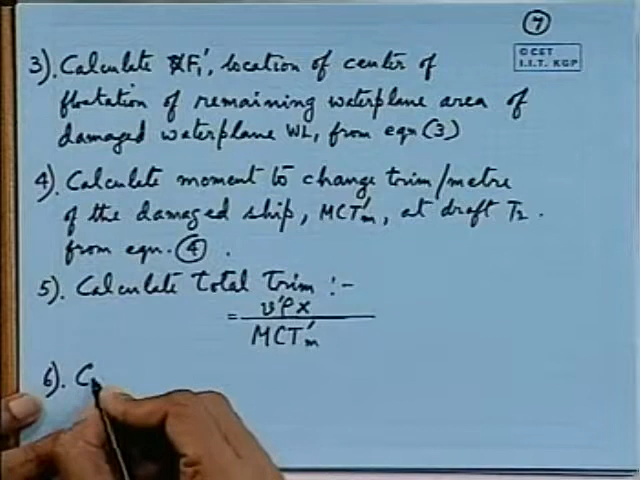 7
© CET
I.I.T. KGP
3). Calculate F₁', location of center of
floatation of remaining waterplane area of
damaged waterplane WL, from eqn (3)
4). Calculate moment to change trim/metre
of the damaged ship, MCT'm, at draft T₂.
from eqn. 4.
5). Calculate total Trim :-
= v'ρx / MCT'm
6). C